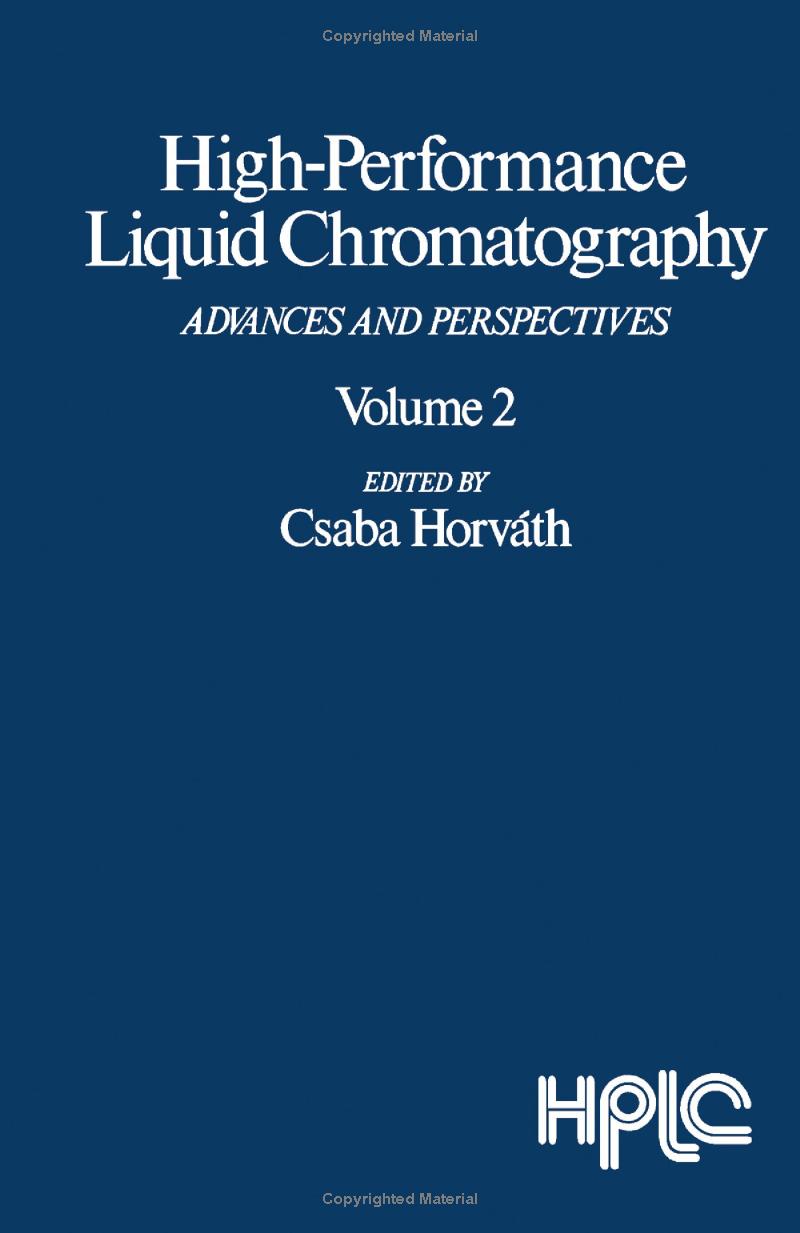 Copyrighted Material
High-Performance
Liquid Chromatography
ADVANCES AND PERSPECTIVES
Volume 2
EDITED BY
Csaba Horváth
HPLC
Copyrighted Material